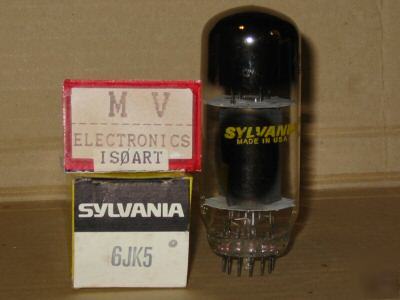 M V
ELECTRONICS
ISØART
SYLVANIA
6JK5
SYLVANIA
MADE IN USA